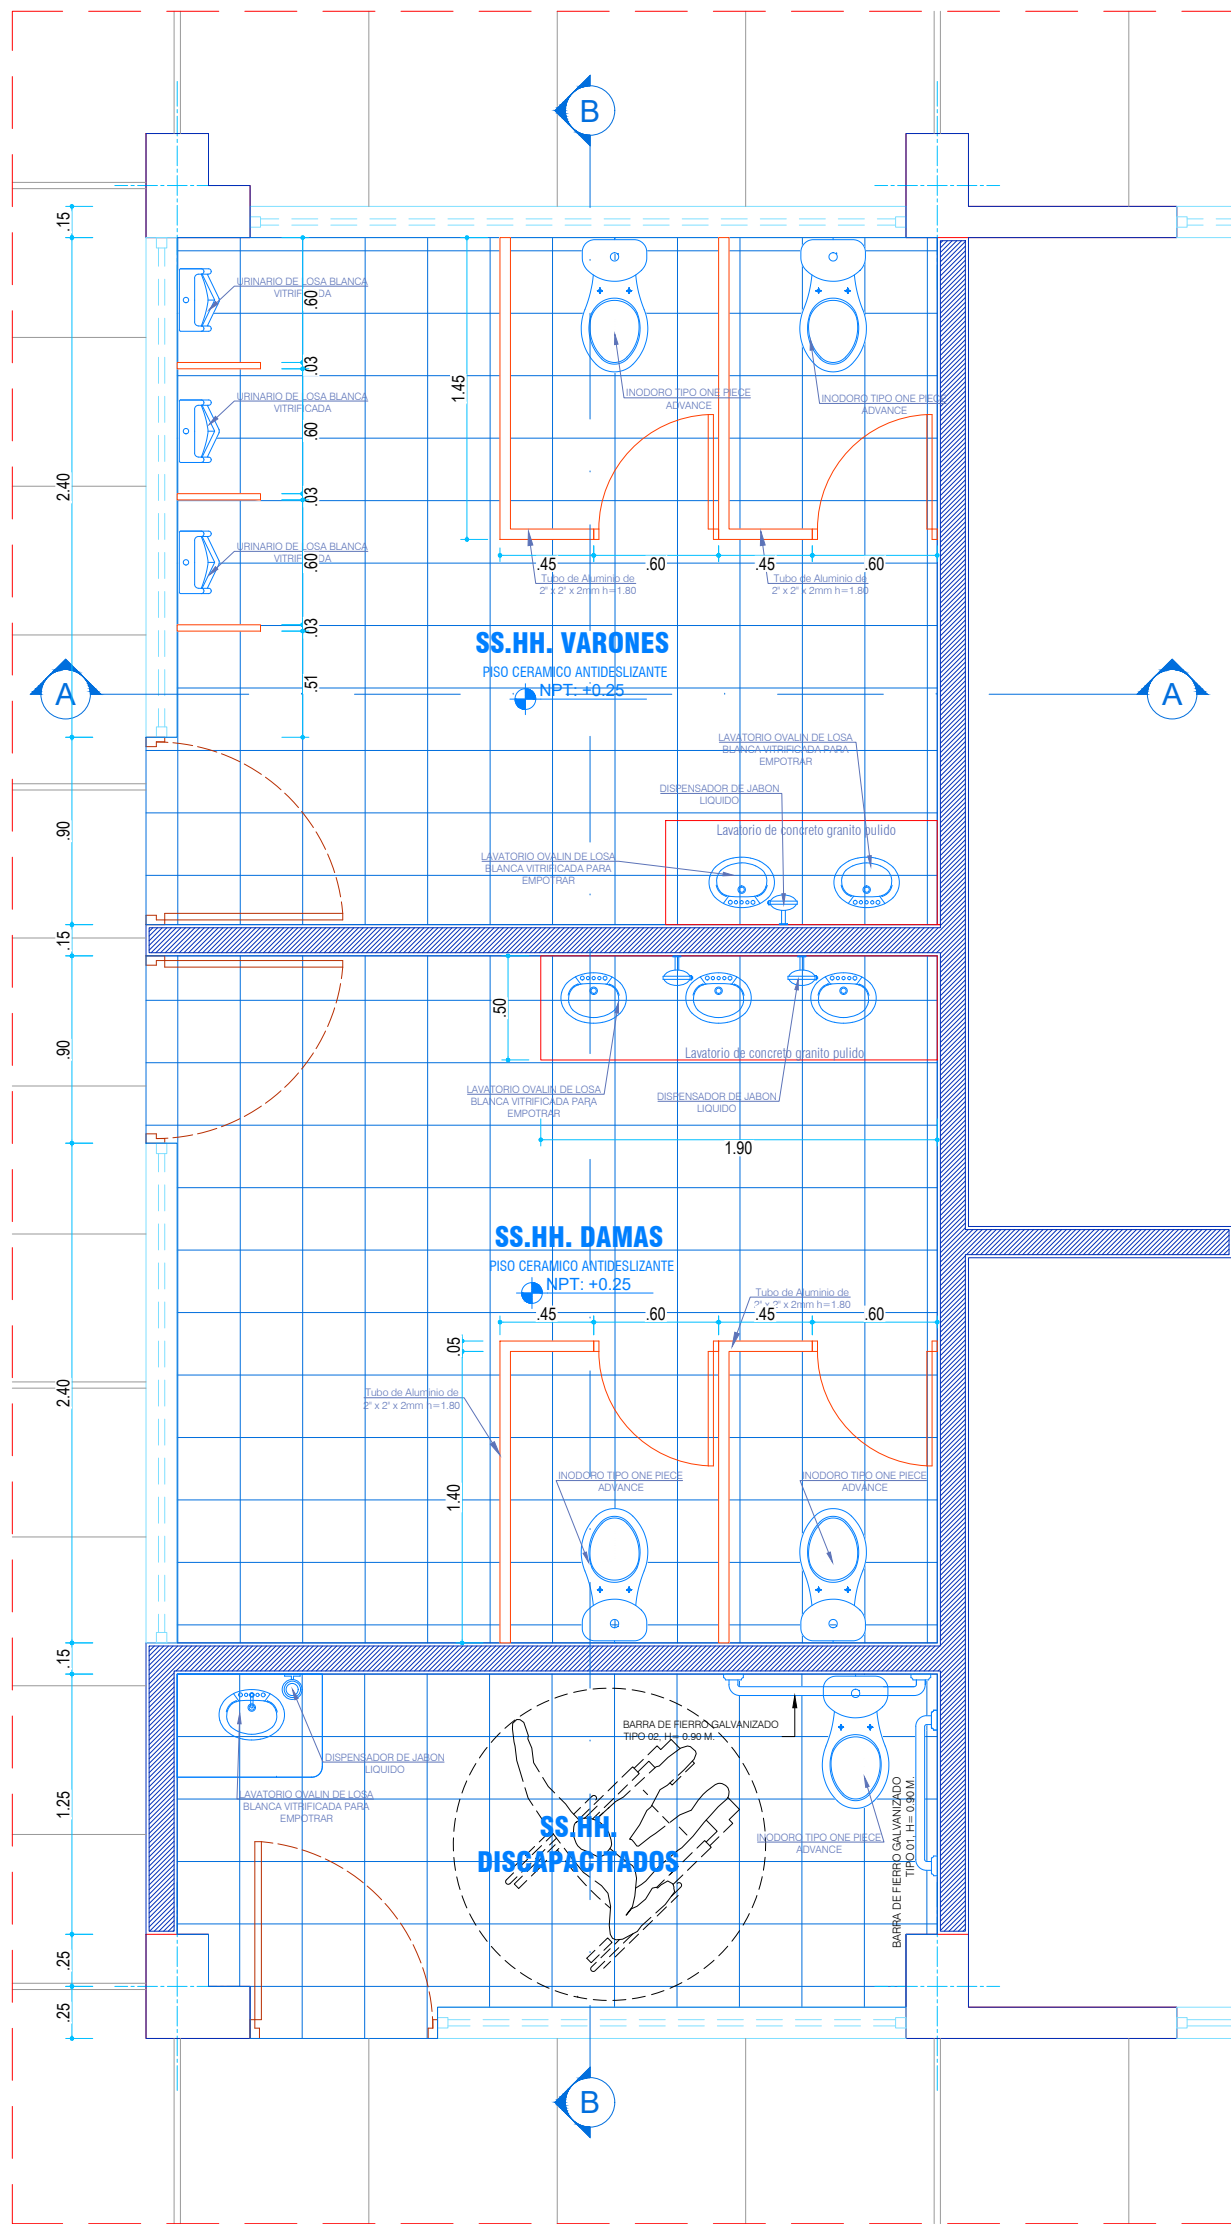 B
.15
URINARIO DE LOSA BLANCA
VITRIFICADA
.60
.03
1.45
INODORO TIPO ONE PIECE
ADVANCE
INODORO TIPO ONE PIECE
ADVANCE
URINARIO DE LOSA BLANCA
VITRIFICADA
.60
2.40
.03
URINARIO DE LOSA BLANCA
VITRIFICADA
.60
.45
.60
.45
.60
Tubo de Aluminio de
2" x 2" x 2mm h=1.80
Tubo de Aluminio de
2" x 2" x 2mm h=1.80
.03
SS.HH. VARONES
PISO CERAMICO ANTIDESLIZANTE
NPT: +0.25
.51
A
A
LAVATORIO OVALIN DE LOSA
BLANCA VITRIFICADA PARA
EMPOTRAR
DISPENSADOR DE JABON
LIQUIDO
.90
Lavatorio de concreto granito pulido
LAVATORIO OVALIN DE LOSA
BLANCA VITRIFICADA PARA
EMPOTRAR
.15
.50
.90
Lavatorio de concreto granito pulido
LAVATORIO OVALIN DE LOSA
BLANCA VITRIFICADA PARA
EMPOTRAR
DISPENSADOR DE JABON
LIQUIDO
1.90
SS.HH. DAMAS
PISO CERAMICO ANTIDESLIZANTE
NPT: +0.25
Tubo de Aluminio de
2" x 2" x 2mm h=1.80
.45
.60
.45
.60
.05
2.40
Tubo de Aluminio de
2" x 2" x 2mm h=1.80
INODORO TIPO ONE PIECE
ADVANCE
INODORO TIPO ONE PIECE
ADVANCE
1.40
.15
BARRA DE FIERRO GALVANIZADO
TIPO 02, H= 0.90 M.
DISPENSADOR DE JABON
LIQUIDO
LAVATORIO OVALIN DE LOSA
BLANCA VITRIFICADA PARA
EMPOTRAR
1.25
SS.HH.
DISCAPACITADOS
INODORO TIPO ONE PIECE
ADVANCE
BARRA DE FIERRO GALVANIZADO
TIPO 01, H= 0.90 M.
.25
.25
B